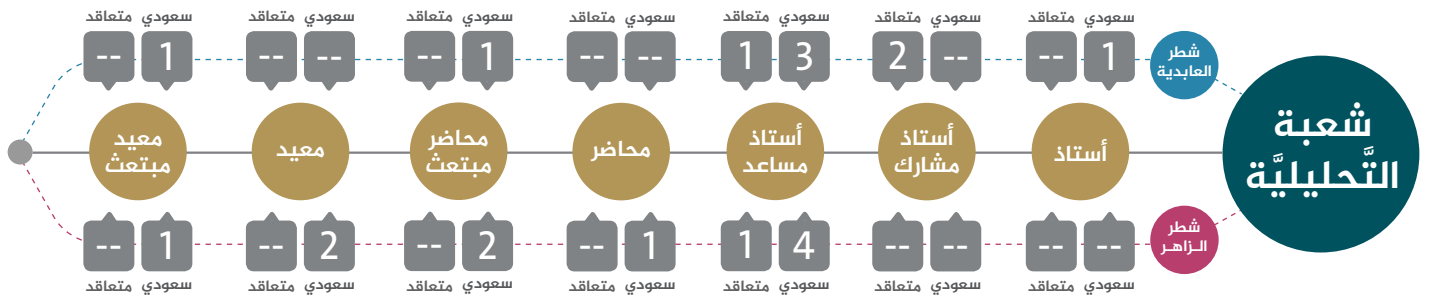 شعبة
التَّحليليَّة
شطر
العابدية
سعودي متعاقد
1 --
سعودي متعاقد
-- 2
سعودي متعاقد
3 1
سعودي متعاقد
-- --
سعودي متعاقد
1 --
سعودي متعاقد
-- --
سعودي متعاقد
1 --
أستاذ
أستاذ
مشارك
أستاذ
مساعد
محاضر
محاضر
مبتعث
معيد
معيد
مبتعث
شطر
الـزاهـر
-- --
سعودي متعاقد
-- --
سعودي متعاقد
4 1
سعودي متعاقد
1 --
سعودي متعاقد
2 --
سعودي متعاقد
2 --
سعودي متعاقد
1 --
سعودي متعاقد